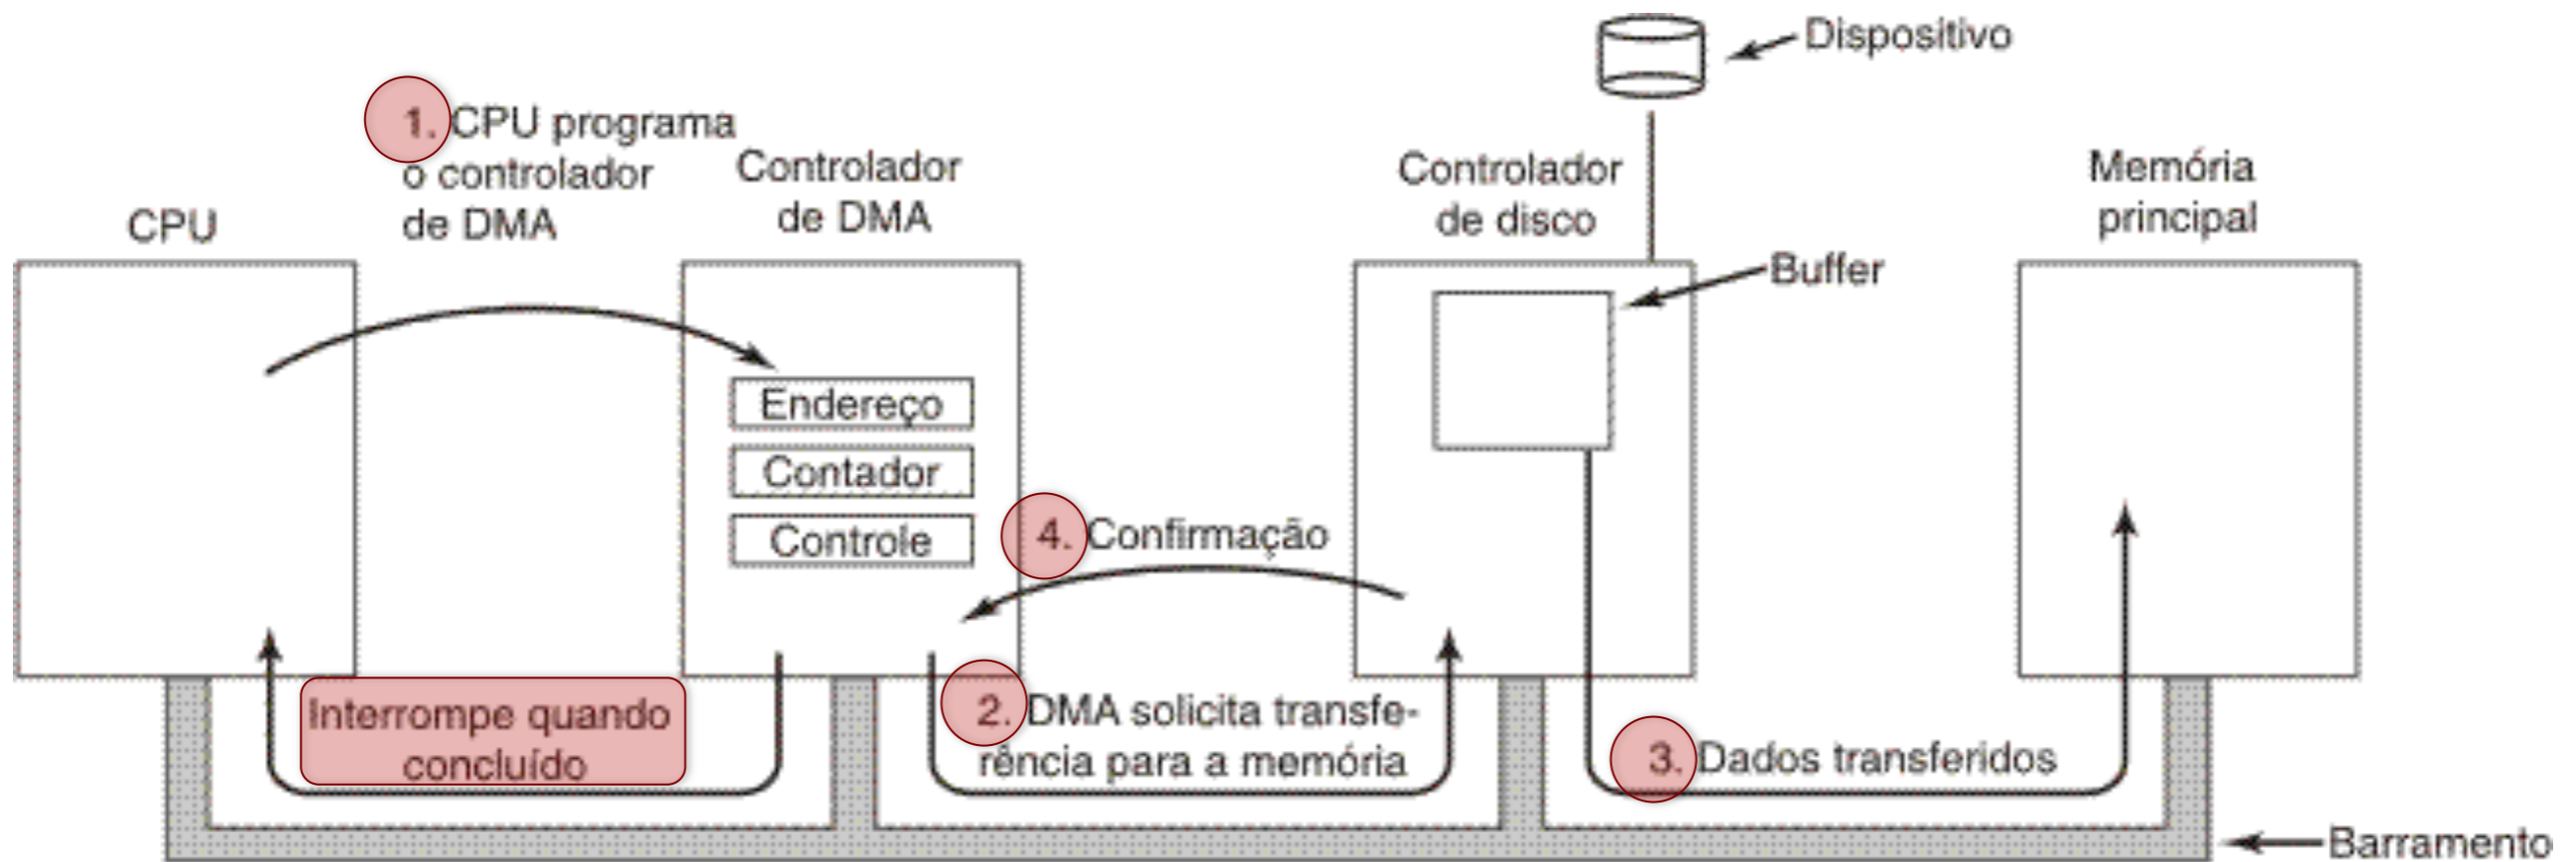 Dispositivo
1. CPU programa
o controlador
de DMA
CPU
Controlador
de DMA
Controlador
de disco
Memória
principal
Buffer
Endereço
Contador
Controle
4. Confirmação
Interrompe quando
concluído
2. DMA solicita transfe-
rência para a memória
3. Dados transferidos
Barramento